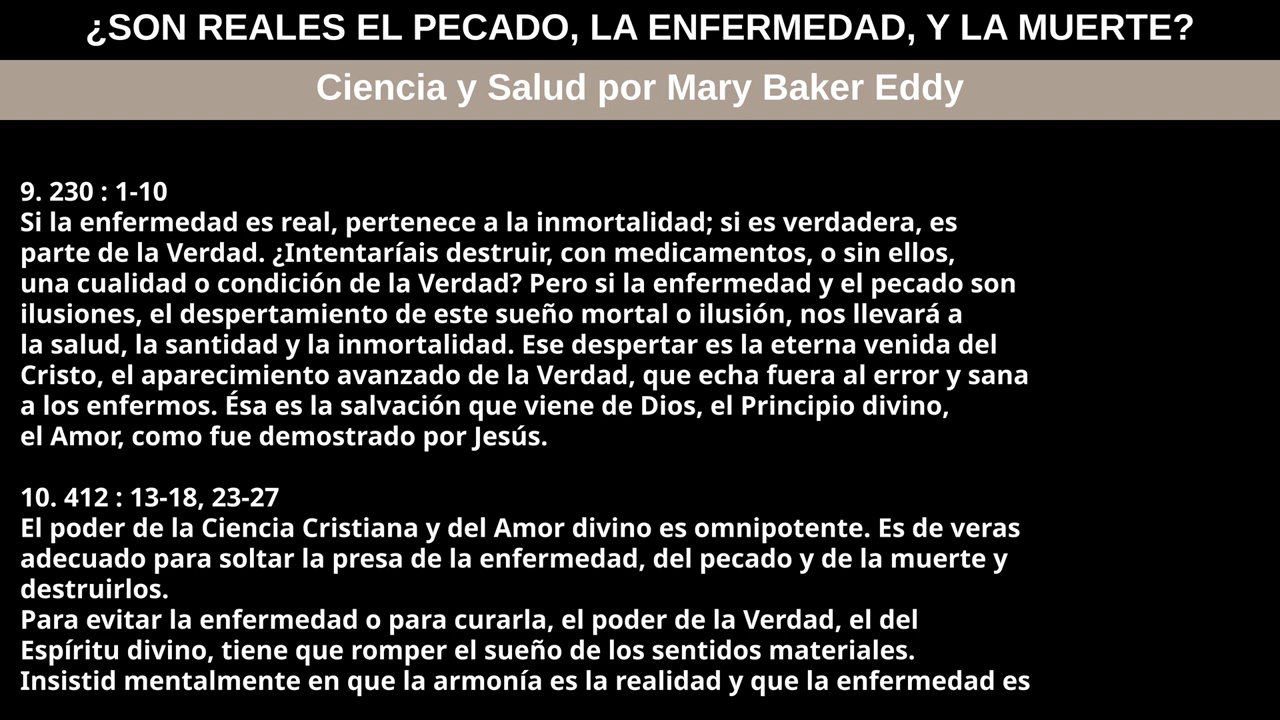 ¿SON REALES EL PECADO, LA ENFERMEDAD, Y LA MUERTE?
Ciencia y Salud por Mary Baker Eddy
9. 230 : 1-10
Si la enfermedad es real, pertenece a la inmortalidad; si es verdadera, es
parte de la Verdad. ¿Intentaríais destruir, con medicamentos, o sin ellos,
una cualidad o condición de la Verdad? Pero si la enfermedad y el pecado son
ilusiones, el despertamiento de este sueño mortal o ilusión, nos llevará a
la salud, la santidad y la inmortalidad. Ese despertar es la eterna venida del
Cristo, el aparecimiento avanzado de la Verdad, que echa fuera al error y sana
a los enfermos. Ésa es la salvación que viene de Dios, el Principio divino,
el Amor, como fue demostrado por Jesús.
10. 412 : 13-18, 23-27
El poder de la Ciencia Cristiana y del Amor divino es omnipotente. Es de veras
adecuado para soltar la presa de la enfermedad, del pecado y de la muerte y
destruirlos.
Para evitar la enfermedad o para curarla, el poder de la Verdad, el del
Espíritu divino, tiene que romper el sueño de los sentidos materiales.
Insistid mentalmente en que la armonía es la realidad y que la enfermedad es